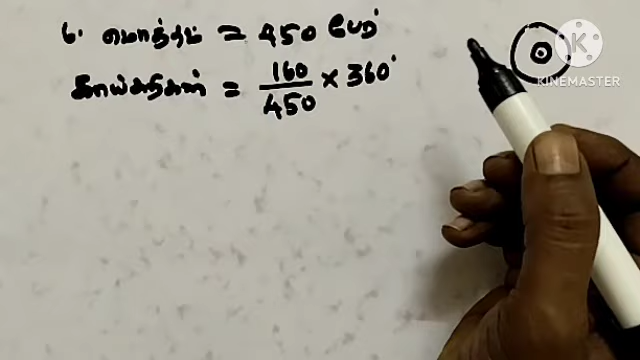 6. மொத்தம் = 450 பேர்
காய்கறிகள் = 160/450 × 360°
K
KINEMASTER